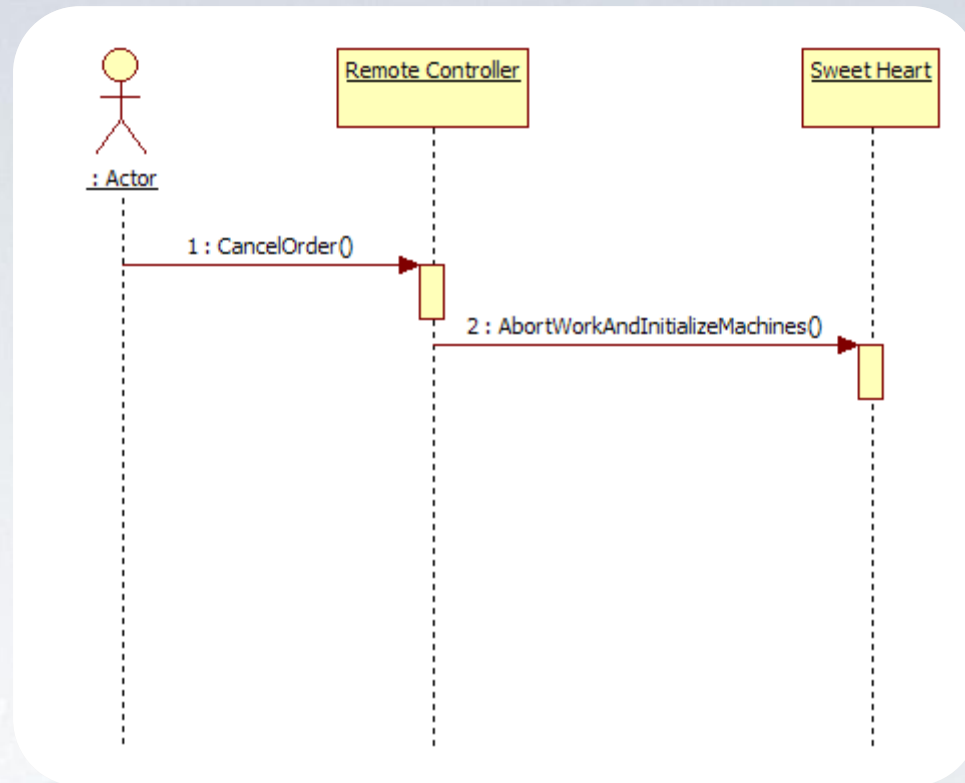 Remote Controller
Sweet Heart
: Actor
1 : CancelOrder()
2 : AbortWorkAndInitializeMachines()